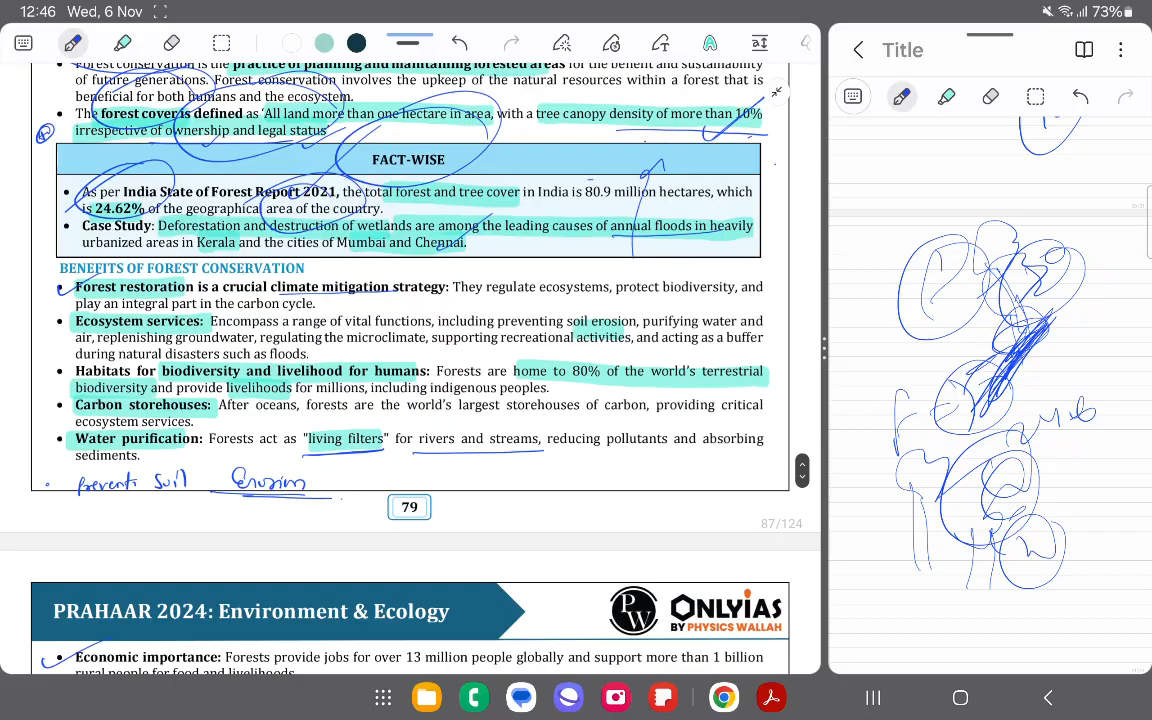 12:46 Wed, 6 Nov
73%
Forest conservation is the practice of planning and maintaining forested areas for the benefit and sustainability
of future generations. Forest conservation involves the upkeep of the natural resources within a forest that is
beneficial for both humans and the ecosystem.
• The forest cover is defined as 'All land more than one hectare in area, with a tree canopy density of more than 10%
irrespective of ownership and legal status'
FACT-WISE
• As per India State of Forest Report 2021, the total forest and tree cover in India is 80.9 million hectares, which
is 24.62% of the geographical area of the country.
• Case Study: Deforestation and destruction of wetlands are among the leading causes of annual floods in heavily
urbanized areas in Kerala and the cities of Mumbai and Chennai.
BENEFITS OF FOREST CONSERVATION
• Forest restoration is a crucial climate mitigation strategy: They regulate ecosystems, protect biodiversity, and
play an integral part in the carbon cycle.
• Ecosystem services: Encompass a range of vital functions, including preventing soil erosion, purifying water and
air, replenishing groundwater, regulating the microclimate, supporting recreational activities, and acting as a buffer
during natural disasters such as floods.
• Habitats for biodiversity and livelihood for humans: Forests are home to 80% of the world's terrestrial
biodiversity and provide livelihoods for millions, including indigenous peoples.
• Carbon storehouses: After oceans, forests are the world's largest storehouses of carbon, providing critical
ecosystem services.
• Water purification: Forests act as "living filters" for rivers and streams, reducing pollutants and absorbing
sediments.
• Prevents Soil Erosion
79
87/124
PRAHAAR 2024: Environment & Ecology
PW
ONLYIAS
BY PHYSICS WALLAH
• Economic importance: Forests provide jobs for over 13 million people globally and support more than 1 billion
rural people for food and livelihoods.
Title